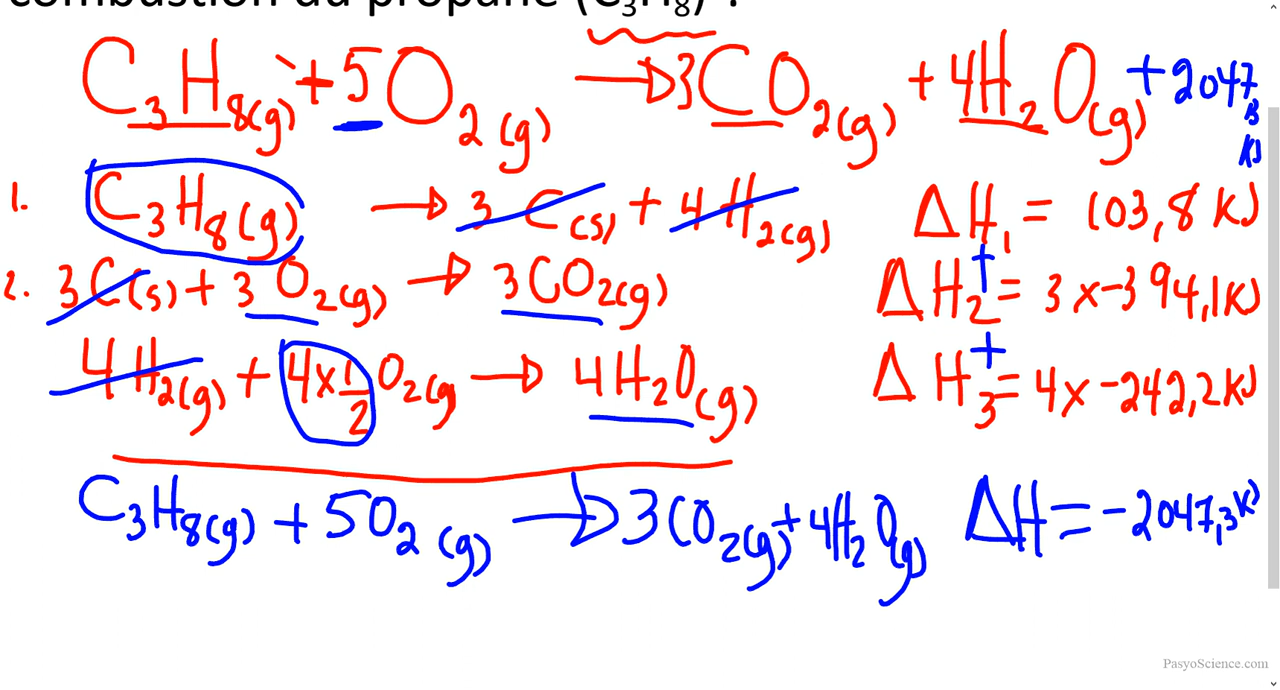 combustion du propane (C₃H₈) ?
C₃H₈(g) + 5O₂(g) → 3CO₂(g) + 4H₂O(g) + 2047,3 KJ
1. C₃H₈(g) → 3C(s) + 4H₂(g) ΔH₁ = 103,8 KJ
2. 3C(s) + 3O₂(g) → 3CO₂(g) ΔH₂ = 3x-394,1KJ
4H₂(g) + 4x1/2 O₂(g → 4H₂O(g) ΔH₃ = 4x-242,2KJ
C₃H₈(g) + 5O₂(g) → 3CO₂(g) + 4H₂O(g) ΔH = -2047,3KJ
PasyoScience.com